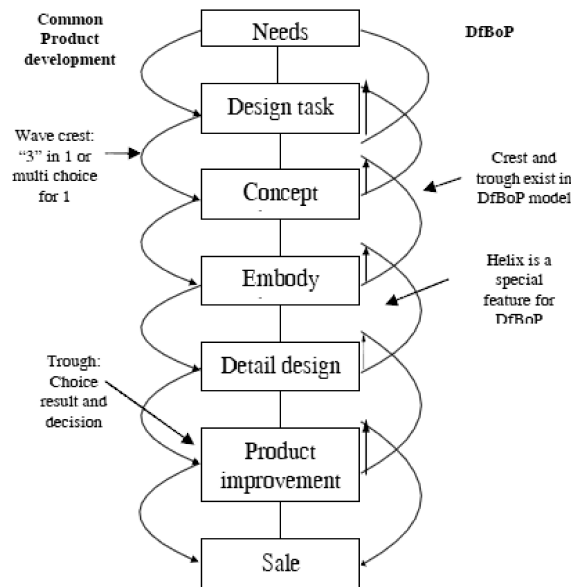 Common
Product
development
Needs
DfBoP
Design task
Wave crest:
“3” in 1 or
multi choice
for 1
Concept
Crest and
trough exist in
DfBoP model
Embody
Helix is a
special
feature for
DfBoP
Trough:
Choice
result and
decision
Detail design
Product
improvement
Sale